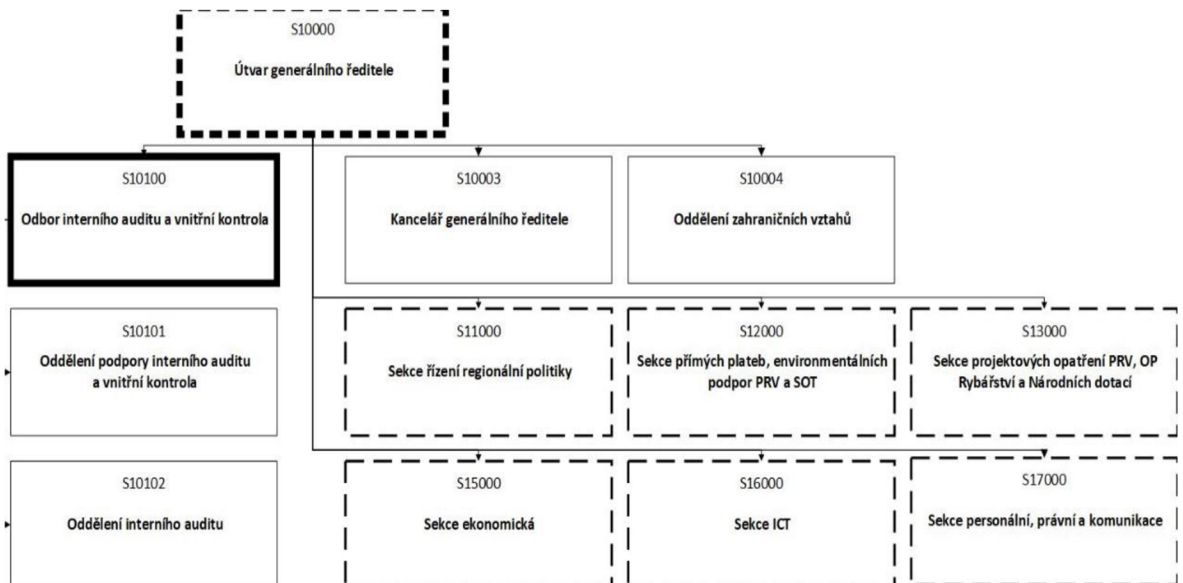 S10000
Útvar generálního ředitele
S10100
Odbor interního auditu a vnitřní kontrola
S10003
Kancelář generálního ředitele
S10004
Oddělení zahraničních vztahů
S10101
Oddělení podpory interního auditu
a vnitřní kontrola
S11000
Sekce řízení regionální politiky
S12000
Sekce přímých plateb, environmentálních
podpor PRV a SOT
S13000
Sekce projektových opatření PRV, OP
Rybářství a Národních dotací
S10102
Oddělení interního auditu
S15000
Sekce ekonomická
S16000
Sekce ICT
S17000
Sekce personální, právní a komunikace